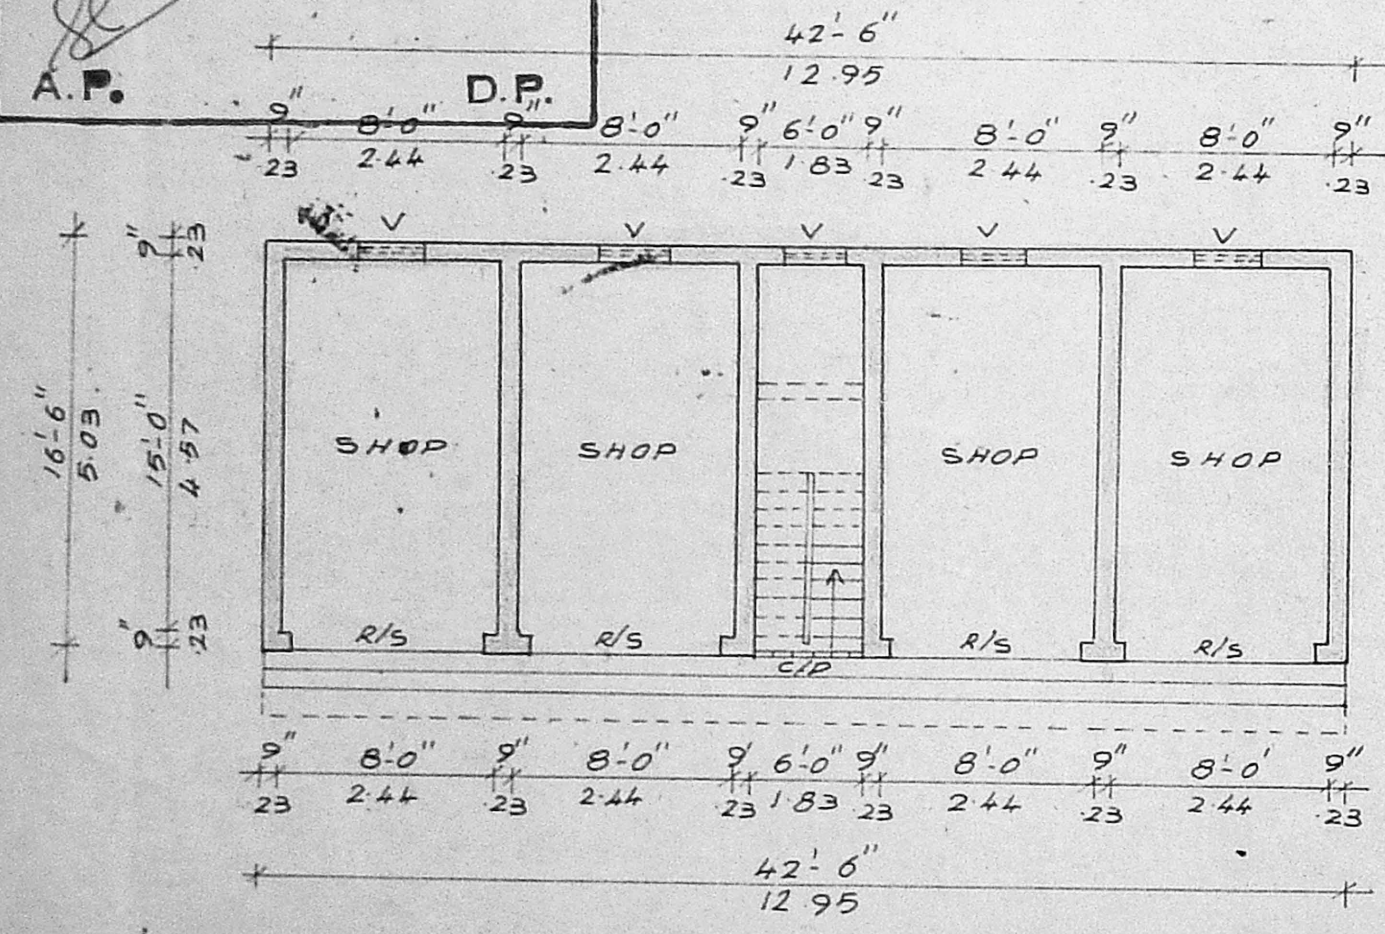 A.P.
D.P.
42'-6"
12.95
9" 8'-0" 9" 8'-0" 9" 6'-0" 9" 8'-0" 9" 8'-0" 9"
.23 2.44 .23 2.44 .23 1.83 .23 2.44 .23 2.44 .23
V V V V V
9"
.23
16'-6"
5.03
15'-0"
4.57
SHOP SHOP SHOP SHOP
9"
.23
R/S R/S R/S R/S
C/P
9" 8'-0" 9" 8'-0" 9' 6'-0" 9" 8'-0" 9" 8'-0' 9"
.23 2.44 .23 2.44 .23 1.83 .23 2.44 .23 2.44 .23
42'-6"
12.95